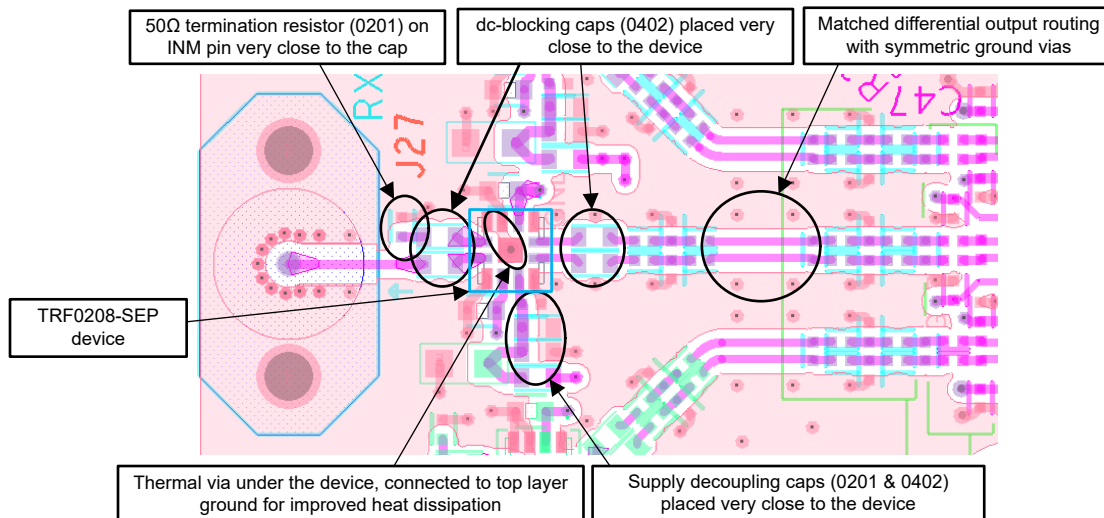 50Ω termination resistor (0201) on
INM pin very close to the cap
dc-blocking caps (0402) placed very
close to the device
Matched differential output routing
with symmetric ground vias
RX
J27
C47
TRF0208-SEP
device
Thermal via under the device, connected to top layer
ground for improved heat dissipation
Supply decoupling caps (0201 & 0402)
placed very close to the device